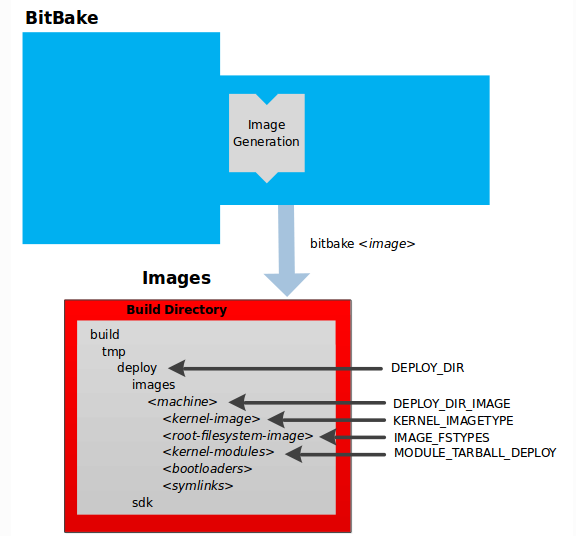 BitBake
Image
Generation
bitbake <image>
Images
Build Directory
build
tmp
deploy
DEPLOY_DIR
images
<machine>
DEPLOY_DIR_IMAGE
<kernel-image>
KERNEL_IMAGETYPE
<root-filesystem-image>
IMAGE_FSTYPES
<kernel-modules>
MODULE_TARBALL_DEPLOY
<bootloaders>
<symlinks>
sdk